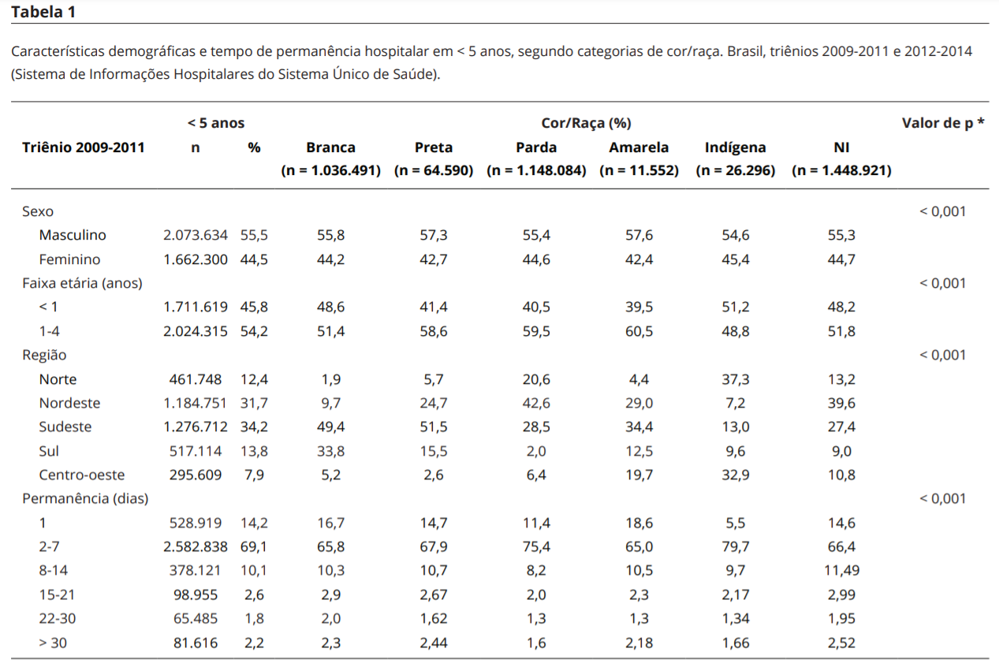 Tabela 1
Características demográficas e tempo de permanência hospitalar em < 5 anos, segundo categorias de cor/raça. Brasil, triênios 2009-2011 e 2012-2014
(Sistema de Informações Hospitalares do Sistema Único de Saúde).
< 5 anos Cor/Raça (%) Valor de p *
Triênio 2009-2011 n % Branca Preta Parda Amarela Indígena NI
(n = 1.036.491) (n = 64.590) (n = 1.148.084) (n = 11.552) (n = 26.296) (n = 1.448.921)
Sexo < 0,001
Masculino 2.073.634 55,5 55,8 57,3 55,4 57,6 54,6 55,3
Feminino 1.662.300 44,5 44,2 42,7 44,6 42,4 45,4 44,7
Faixa etária (anos) < 0,001
< 1 1.711.619 45,8 48,6 41,4 40,5 39,5 51,2 48,2
1-4 2.024.315 54,2 51,4 58,6 59,5 60,5 48,8 51,8
Região < 0,001
Norte 461.748 12,4 1,9 5,7 20,6 4,4 37,3 13,2
Nordeste 1.184.751 31,7 9,7 24,7 42,6 29,0 7,2 39,6
Sudeste 1.276.712 34,2 49,4 51,5 28,5 34,4 13,0 27,4
Sul 517.114 13,8 33,8 15,5 2,0 12,5 9,6 9,0
Centro-oeste 295.609 7,9 5,2 2,6 6,4 19,7 32,9 10,8
Permanência (dias) < 0,001
1 528.919 14,2 16,7 14,7 11,4 18,6 5,5 14,6
2-7 2.582.838 69,1 65,8 67,9 75,4 65,0 79,7 66,4
8-14 378.121 10,1 10,3 10,7 8,2 10,5 9,7 11,49
15-21 98.955 2,6 2,9 2,67 2,0 2,3 2,17 2,99
22-30 65.485 1,8 2,0 1,62 1,3 1,3 1,34 1,95
> 30 81.616 2,2 2,3 2,44 1,6 2,18 1,66 2,52